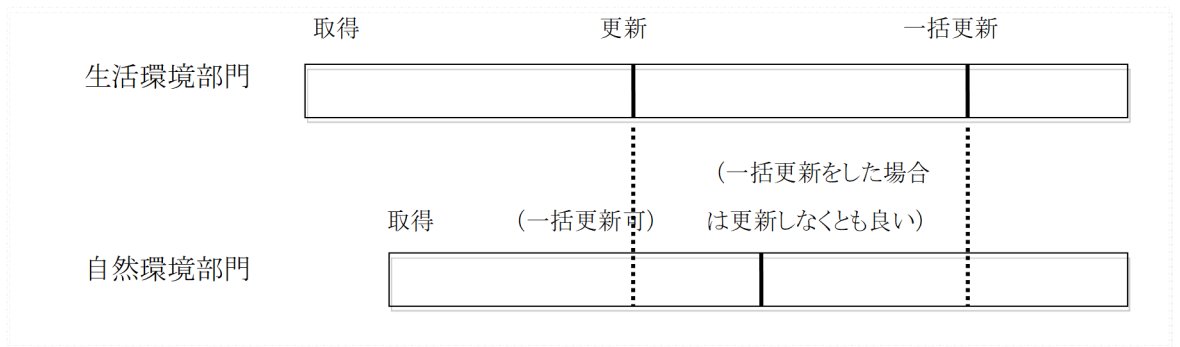 取得 更新 一括更新
生活環境部門
(一括更新をした場合
取得 (一括更新可) は更新しなくとも良い)
自然環境部門